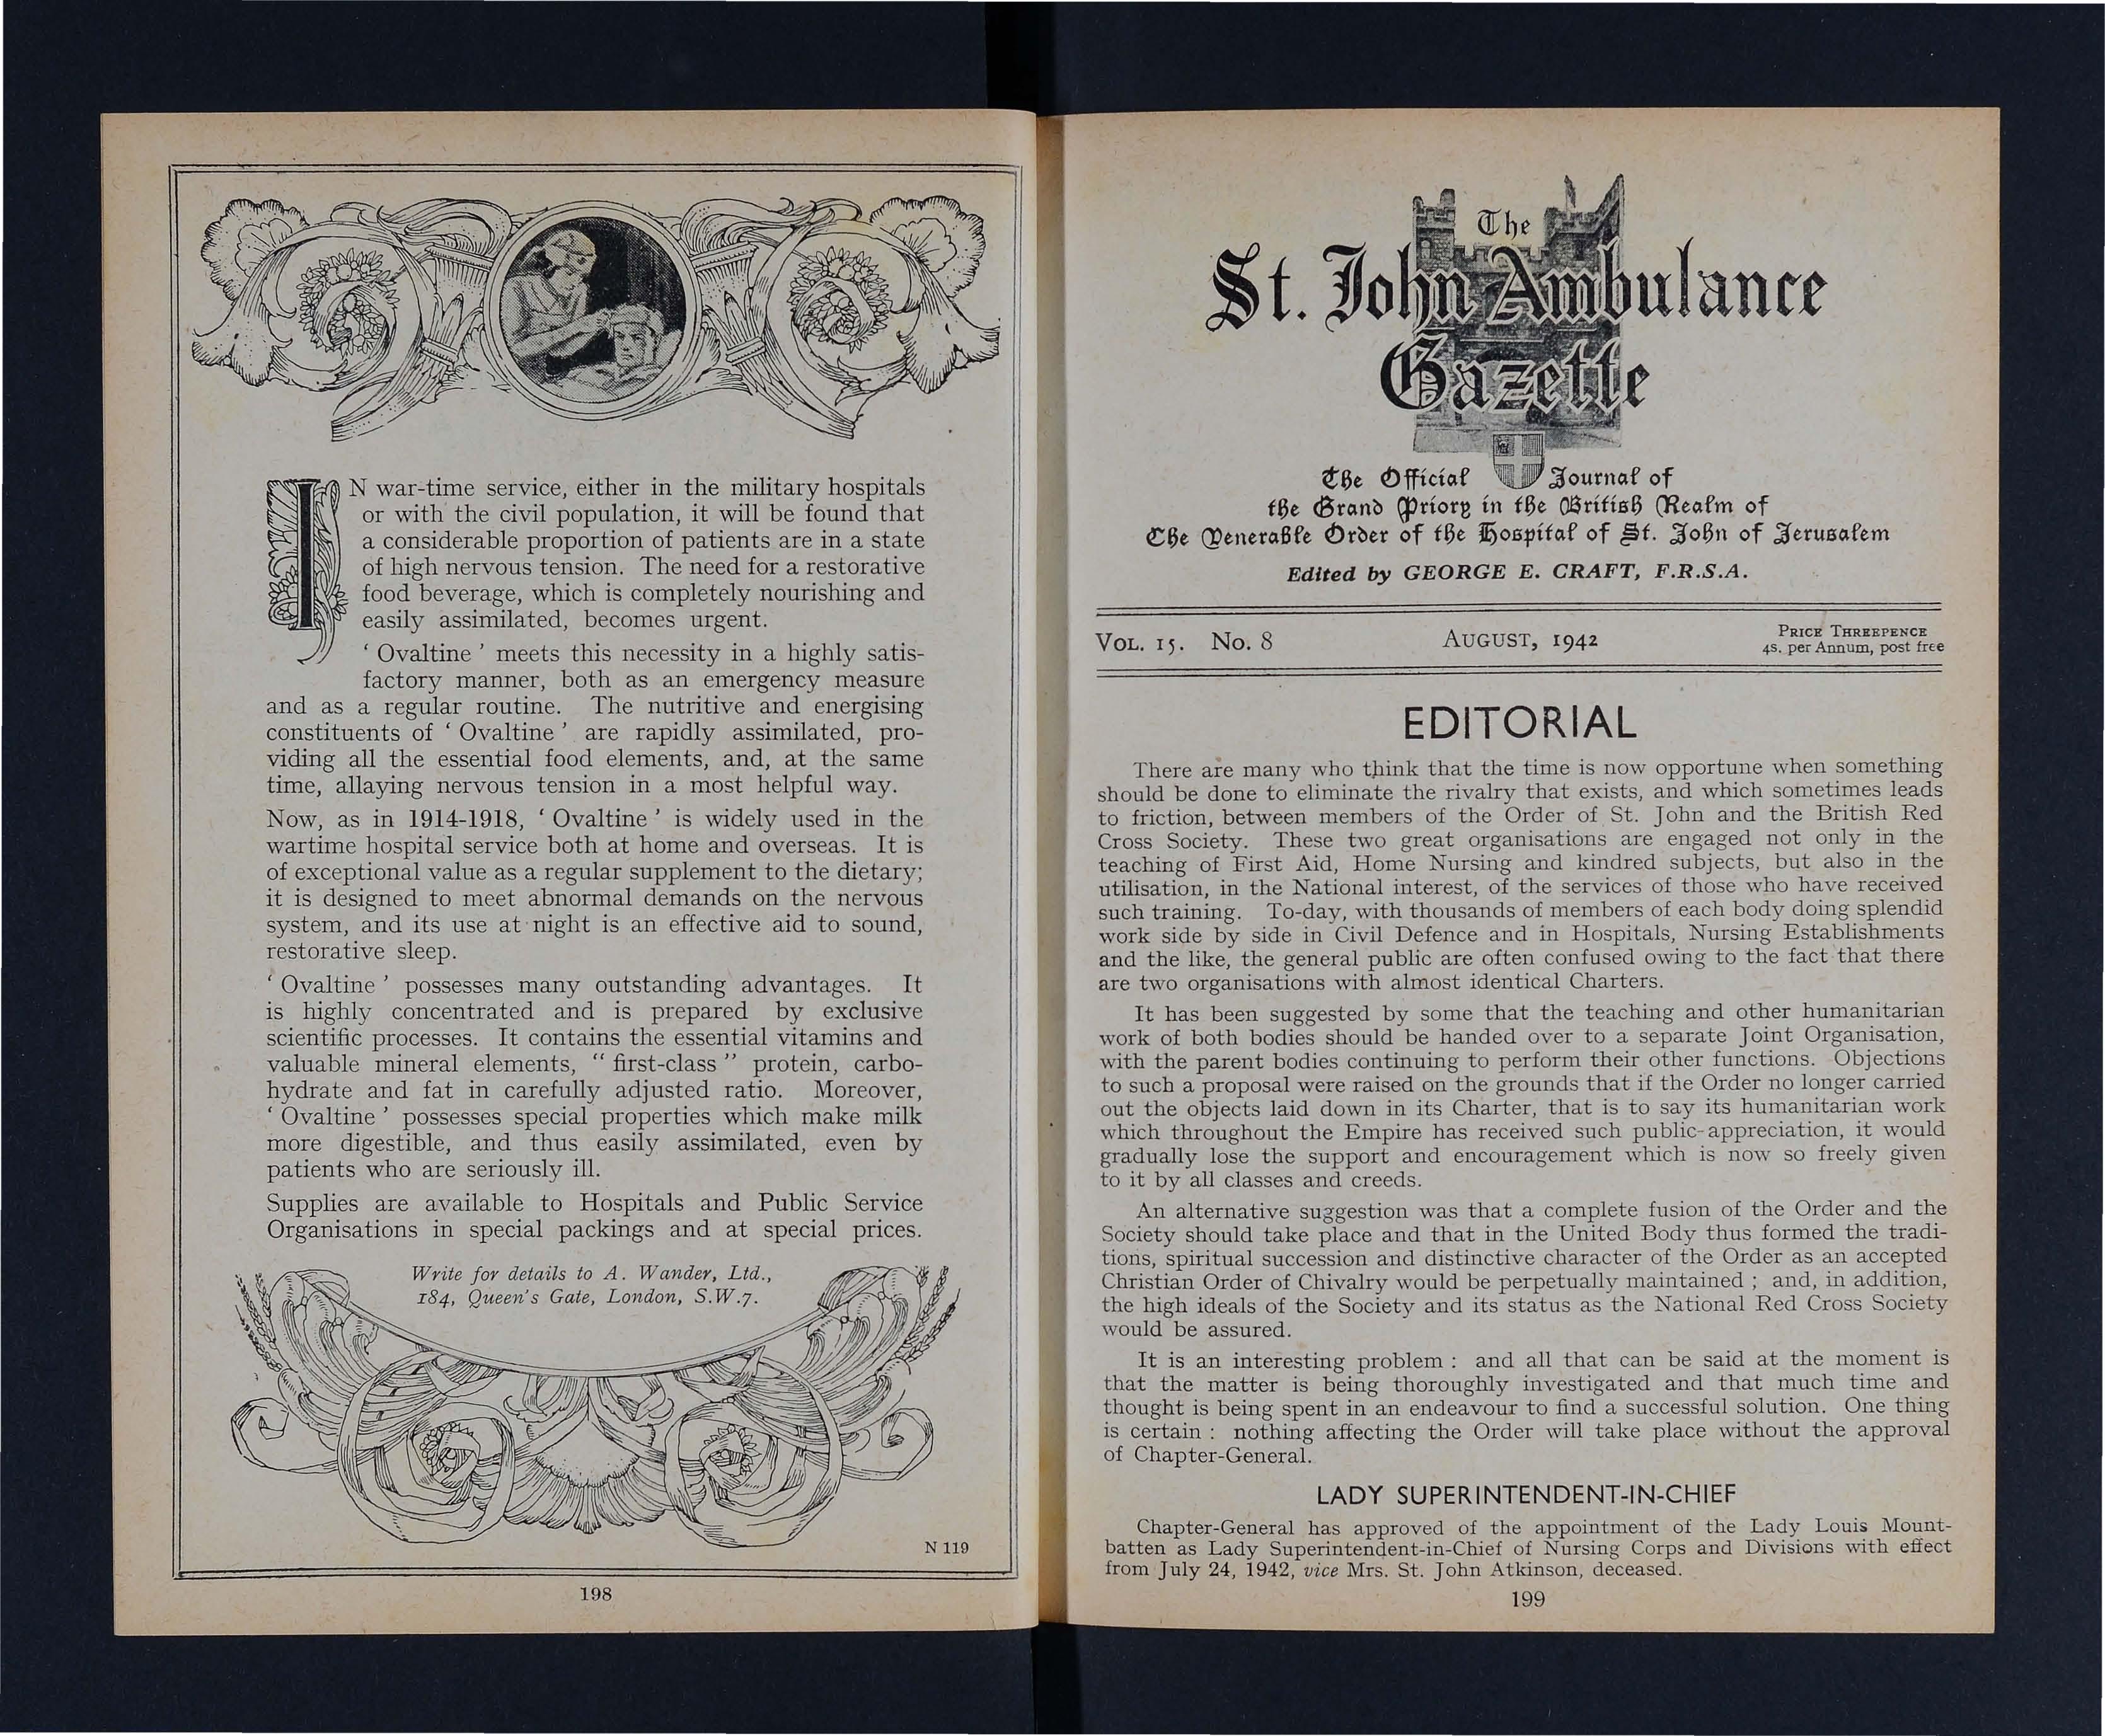 IN war-time service, either in the military hospitals
or with the civil population, it will be found that
a considerable proportion of patients are in a state
of high nervous tension. The need for a restorative
food beverage, which is completely nourishing and
easily assimilated, becomes urgent.
‘ Ovaltine ’ meets this necessity in a highly satis-
factory manner, both as an emergency measure
and as a regular routine. The nutritive and energising
constituents of ‘ Ovaltine ’ are rapidly assimilated, pro-
viding all the essential food elements, and, at the same
time, allaying nervous tension in a most helpful way.
Now, as in 1914-1918, ‘ Ovaltine ’ is widely used in the
wartime hospital service both at home and overseas. It is
of exceptional value as a regular supplement to the dietary;
it is designed to meet abnormal demands on the nervous
system, and its use at night is an effective aid to sound,
restorative sleep.
‘ Ovaltine ’ possesses many outstanding advantages. It
is highly concentrated and is prepared by exclusive
scientific processes. It contains the essential vitamins and
valuable mineral elements, “ first-class ” protein, carbo-
hydrate and fat in carefully adjusted ratio. Moreover,
‘ Ovaltine ’ possesses special properties which make milk
more digestible, and thus easily assimilated, even by
patients who are seriously ill.
Supplies are available to Hospitals and Public Service
Organisations in special packings and at special prices.
Write for details to A. Wander, Ltd.,
184, Queen's Gate, London, S.W.7.
N 119
198
The
St. John Ambulance
Gazette
The Official Journal of
the Grand Priory in the British Realm of
The Venerable Order of the Hospital of St. John of Jerusalem
Edited by GEORGE E. CRAFT, F.R.S.A.
VOL. 15. No. 8 AUGUST, 1942 PRICE THREEPENCE
4s. per Annum, post free
EDITORIAL
There are many who think that the time is now opportune when something
should be done to eliminate the rivalry that exists, and which sometimes leads
to friction, between members of the Order of St. John and the British Red
Cross Society. These two great organisations are engaged not only in the
teaching of First Aid, Home Nursing and kindred subjects, but also in the
utilisation, in the National interest, of the services of those who have received
such training. To-day, with thousands of members of each body doing splendid
work side by side in Civil Defence and in Hospitals, Nursing Establishments
and the like, the general public are often confused owing to the fact that there
are two organisations with almost identical Charters.
It has been suggested by some that the teaching and other humanitarian
work of both bodies should be handed over to a separate Joint Organisation,
with the parent bodies continuing to perform their other functions. Objections
to such a proposal were raised on the grounds that if the Order no longer carried
out the objects laid down in its Charter, that is to say its humanitarian work
which throughout the Empire has received such public appreciation, it would
gradually lose the support and encouragement which is now so freely given
to it by all classes and creeds.
An alternative suggestion was that a complete fusion of the Order and the
Society should take place and that in the United Body thus formed the tradi-
tions, spiritual succession and distinctive character of the Order as an accepted
Christian Order of Chivalry would be perpetually maintained ; and, in addition,
the high ideals of the Society and its status as the National Red Cross Society
would be assured.
It is an interesting problem : and all that can be said at the moment is
that the matter is being thoroughly investigated and that much time and
thought is being spent in an endeavour to find a successful solution. One thing
is certain : nothing affecting the Order will take place without the approval
of Chapter-General.
LADY SUPERINTENDENT-IN-CHIEF
Chapter-General has approved of the appointment of the Lady Louis Mount-
batten as Lady Superintendent-in-Chief of Nursing Corps and Divisions with effect
from July 24, 1942, vice Mrs. St. John Atkinson, deceased.
199